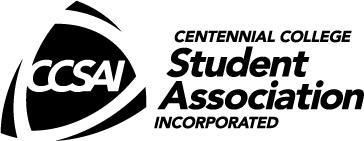 CCSAI
CENTENNIAL COLLEGE
Student
Association
INCORPORATED